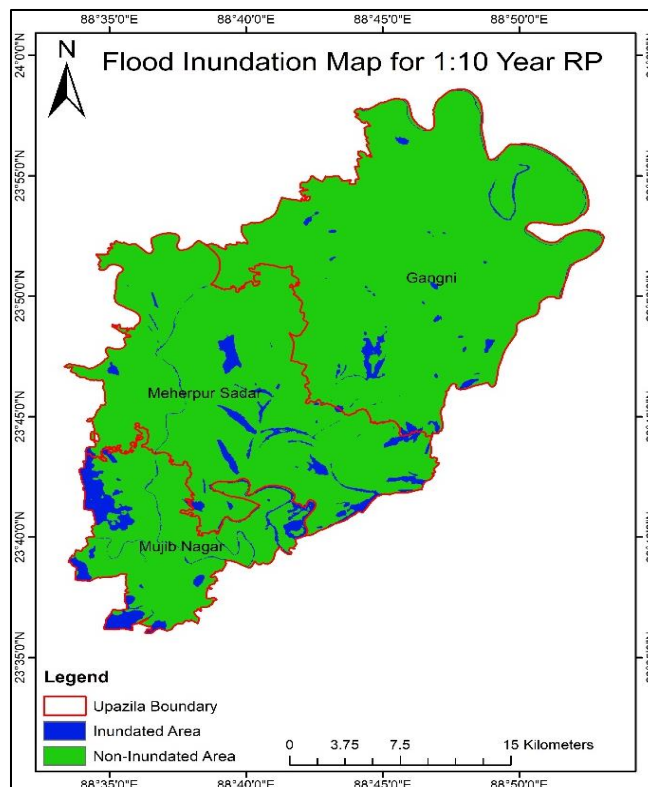 88°35'0"E 88°40'0"E 88°45'0"E 88°50'0"E
N
Flood Inundation Map for 1:10 Year RP
24°0'0"N
23°55'0"N
23°50'0"N
23°45'0"N
23°40'0"N
23°35'0"N
Gangni
Meherpur Sadar
Mujib Nagar
Legend
Upazila Boundary
Inundated Area
Non-Inundated Area
0 3.75 7.5 15 Kilometers
88°35'0"E 88°40'0"E 88°45'0"E 88°50'0"E